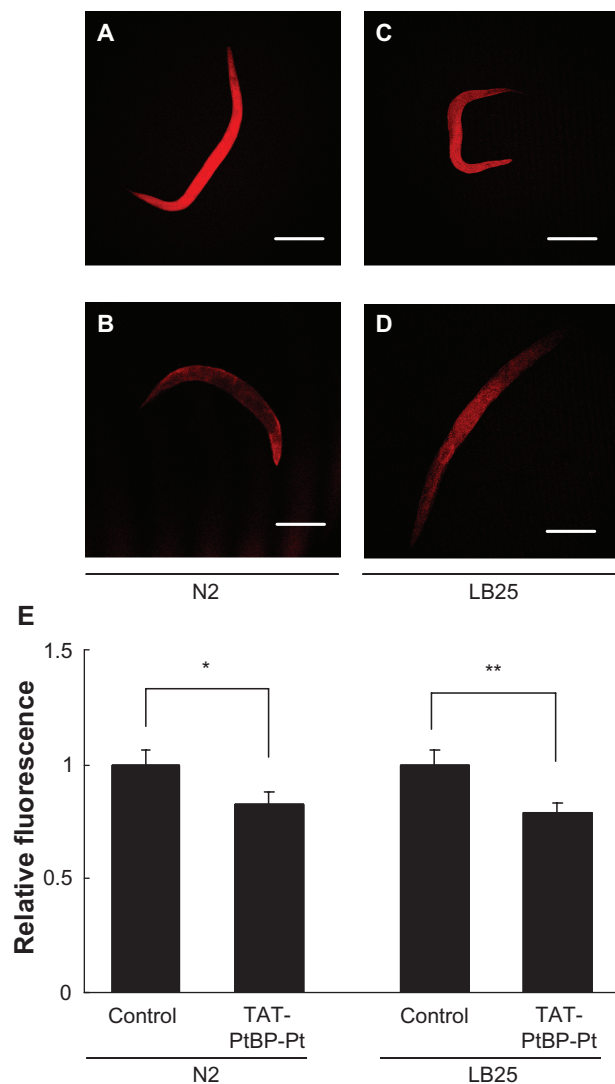 A
C
B
D
N2
LB25
E
1.5
*
**
1
0.5
0
Relative fluorescence
Control
TAT-
PtBP-Pt
Control
TAT-
PtBP-Pt
N2
LB25